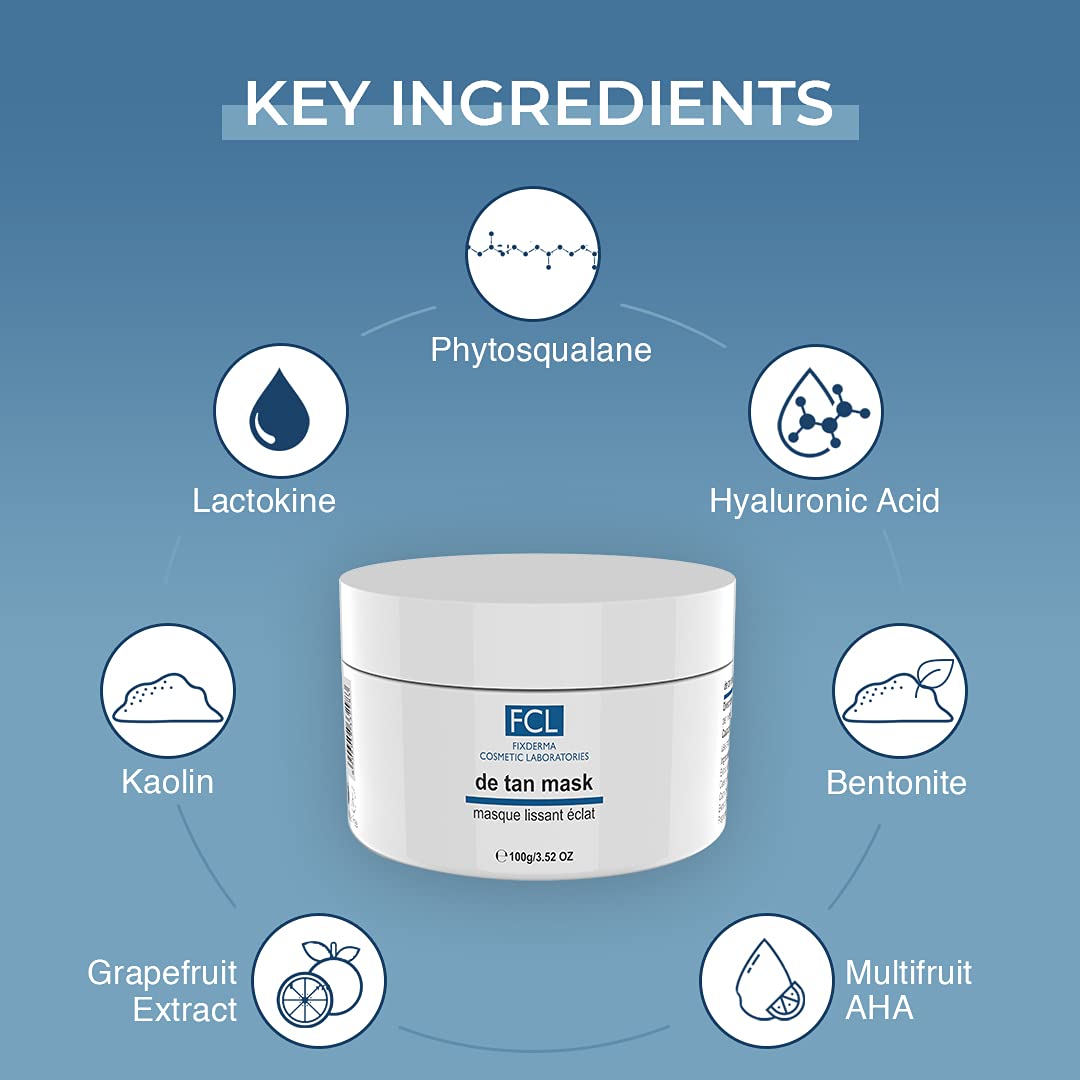 KEY INGREDIENTS
Phytosqualane
Lactokine
Hyaluronic Acid
FCL
FIXDERMA
COSMETIC LABORATORIES
de tan mask
masque lissant éclat
℮ 100g/3.52 OZ
Kaolin
Bentonite
Grapefruit
Extract
Multifruit
AHA